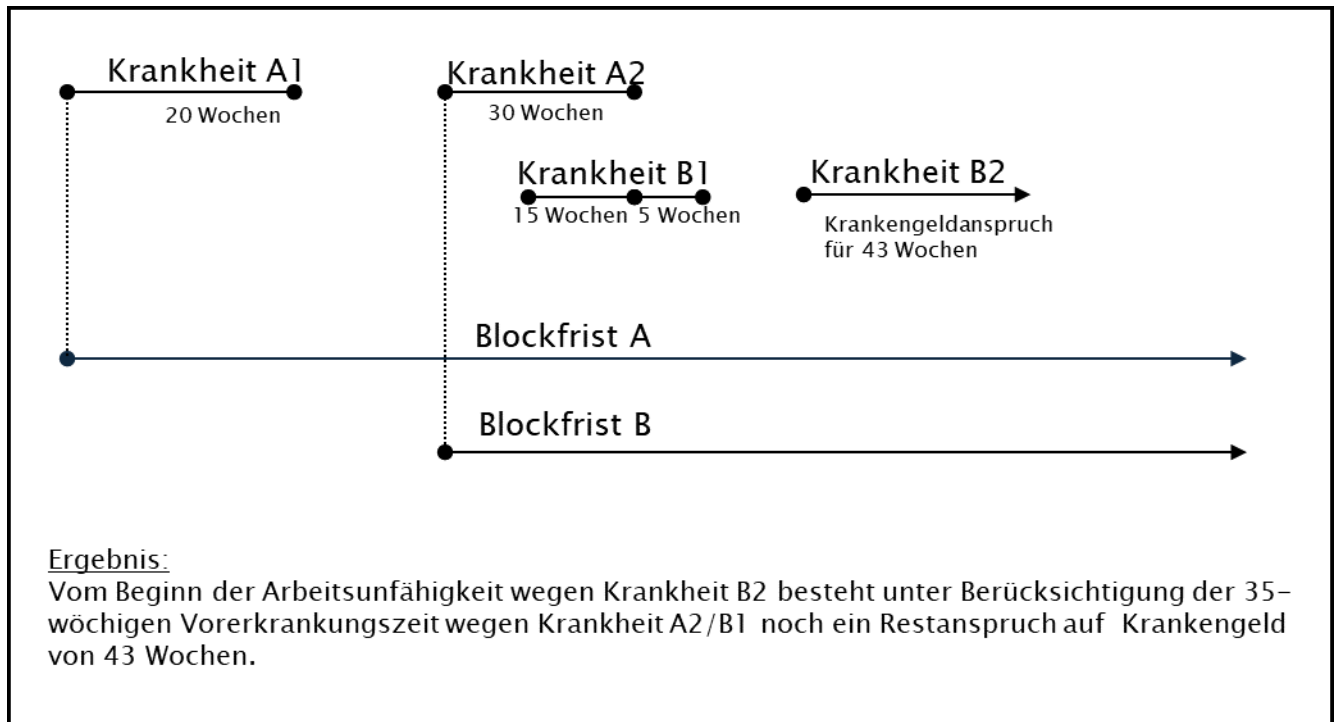 Krankheit A1
20 Wochen
Krankheit A2
30 Wochen
Krankheit B1
15 Wochen 5 Wochen
Krankheit B2
Krankengeldanspruch
für 43 Wochen
Blockfrist A
Blockfrist B
Ergebnis:
Vom Beginn der Arbeitsunfähigkeit wegen Krankheit B2 besteht unter Berücksichtigung der 35-
wöchigen Vorerkrankungszeit wegen Krankheit A2/B1 noch ein Restanspruch auf Krankengeld
von 43 Wochen.